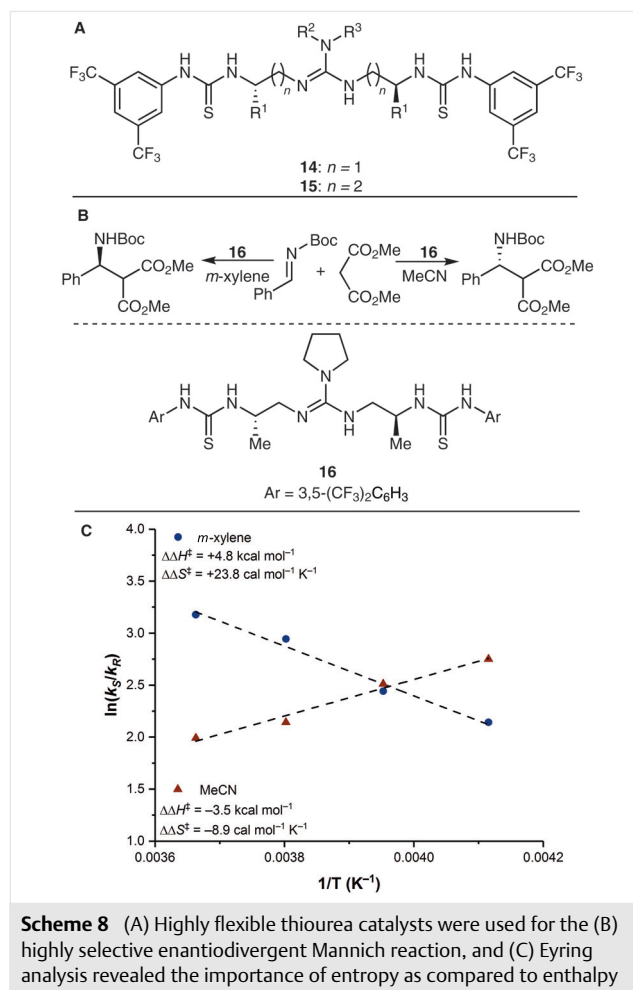 A
R² R³
N
F₃C H H N N H H CF₃
N N N N N
S R¹ n H n R¹ S
CF₃ CF₃
14: n = 1
15: n = 2
B
NHBoc N Boc CO₂Me NHBoc
16 16
Ph CO₂Me + Ph CO₂Me
CO₂Me m-xylene Ph CO₂Me MeCN CO₂Me
N
H H H H
Ar N N N N N N Ar
S Me H Me S
16
Ar = 3,5-(CF₃)₂C₆H₃
C
4.0
m-xylene
ΔΔH‡ = +4.8 kcal mol⁻¹
ΔΔS‡ = +23.8 cal mol⁻¹ K⁻¹
3.5
3.0
ln(kS/kR)
2.5
2.0
MeCN
1.5
ΔΔH‡ = –3.5 kcal mol⁻¹
ΔΔS‡ = –8.9 cal mol⁻¹ K⁻¹
1.0
0.0036 0.0038 0.0040 0.0042
1/T (K⁻¹)
Scheme 8 (A) Highly flexible thiourea catalysts were used for the (B)
highly selective enantiodivergent Mannich reaction, and (C) Eyring
analysis revealed the importance of entropy as compared to enthalpy